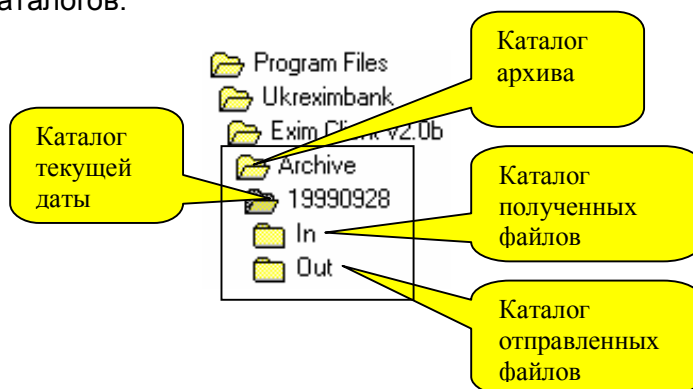 аталогов.
Program Files
Ukreximbank
Exim Client v2.0b
Archive
19990928
In
Out
Каталог
архива
Каталог
текущей
даты
Каталог
полученных
файлов
Каталог
отправленных
файлов